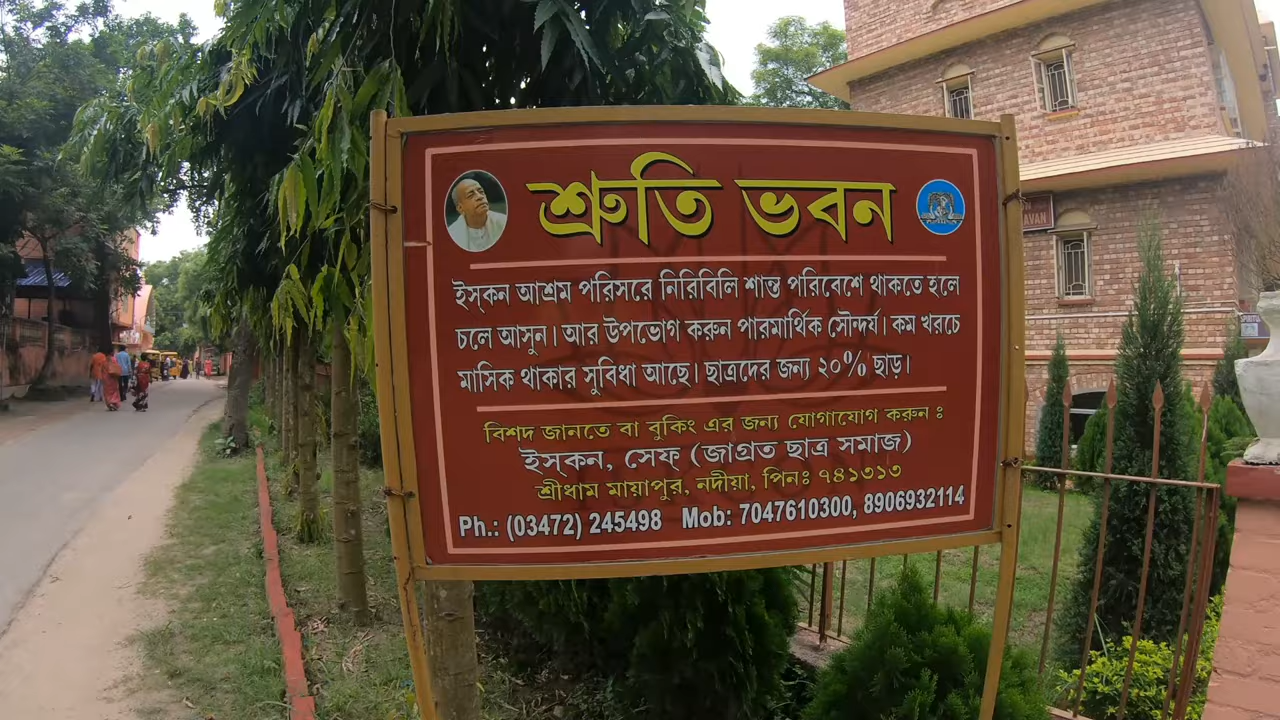 শ্রুতি ভবন
ইস্‌কন আশ্রম পরিসরে নিরিবিলি শান্ত পরিবেশে থাকতে হলে
চলে আসুন। আর উপভোগ করুন পারমার্থিক সৌন্দর্য। কম খরচে
মাসিক থাকার সুবিধা আছে। ছাত্রদের জন্য ২০% ছাড়।
বিশদ জানতে বা বুকিং এর জন্য যোগাযোগ করুন ঃ
ইস্‌কন, সেফ্‌ (জাগ্রত ছাত্র সমাজ)
শ্রীধাম মায়াপুর, নদীয়া, পিনঃ ৭৪১৩১৩
Ph.: (03472) 245498 Mob: 7047610300, 8906932114
AVAN